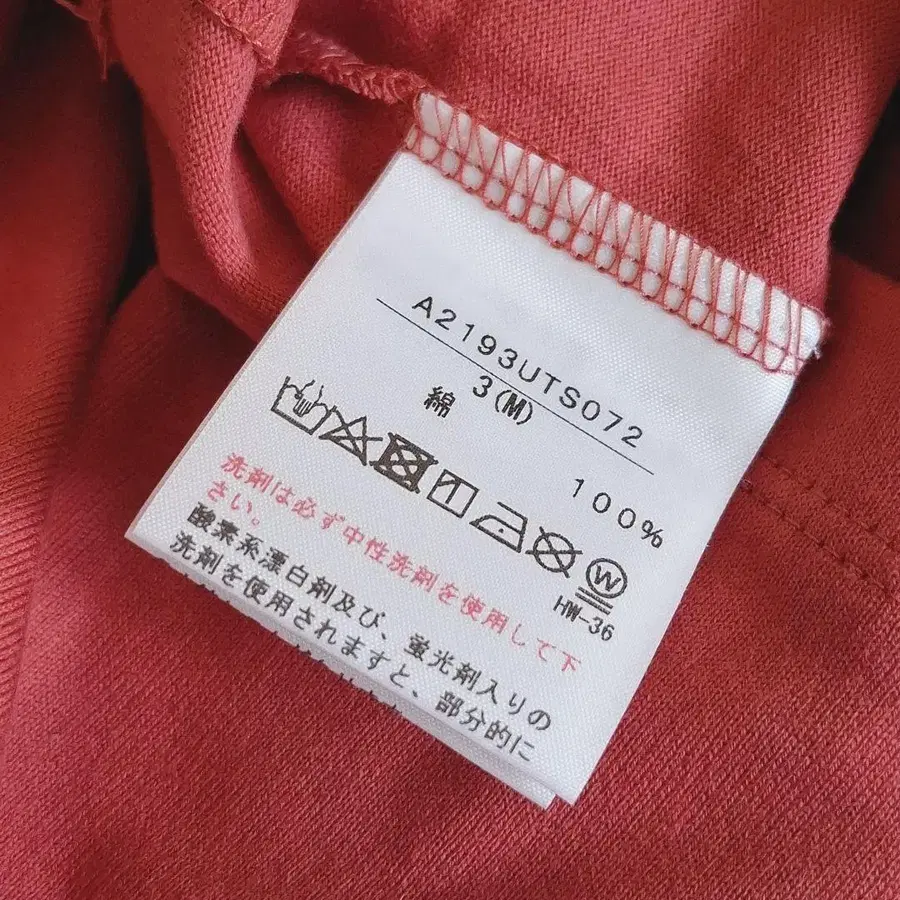 A2193UTS072
3(M)
綿 100%
W
HW-36
洗剤は必ず中性洗剤を使用して下
さい。
酸素系漂白剤及び、蛍光剤入りの
洗剤を使用されますと、部分的に